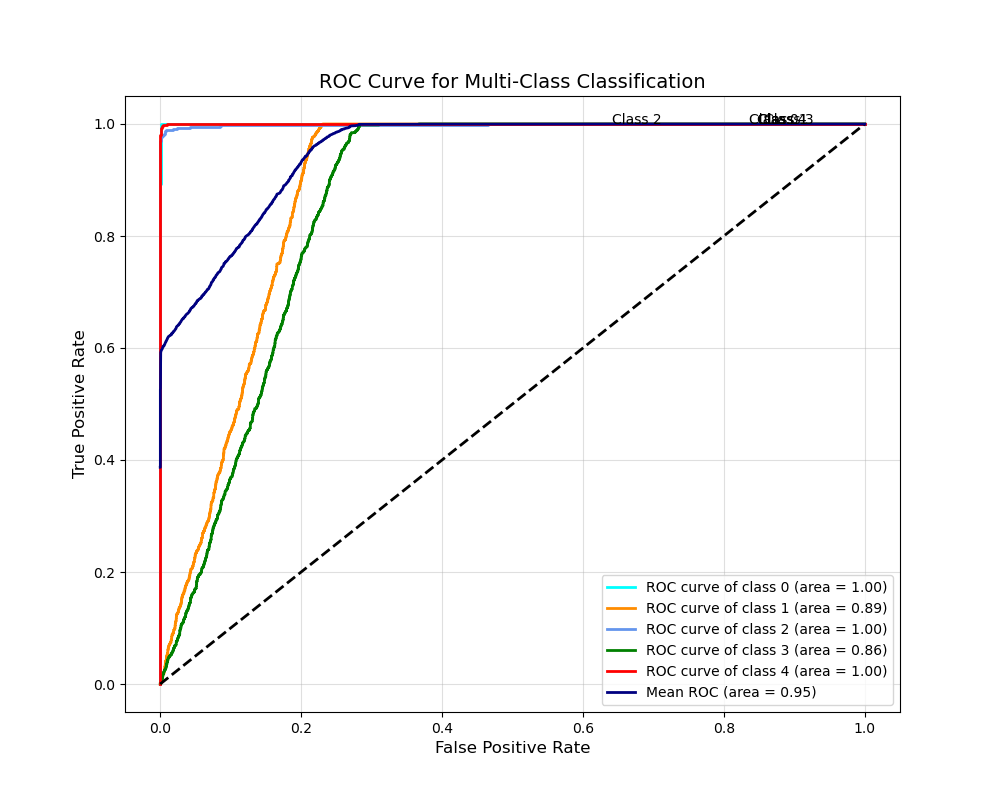 ROC Curve for Multi-Class Classification
Class 2
1.0
0.8
0.6
0.4
0.2
0.0
True Positive Rate
ROC curve of class 0 (area = 1.00)
ROC curve of class 1 (area = 0.89)
ROC curve of class 2 (area = 1.00)
ROC curve of class 3 (area = 0.86)
ROC curve of class 4 (area = 1.00)
Mean ROC (area = 0.95)
0.0 0.2 0.4 0.6 0.8 1.0
False Positive Rate